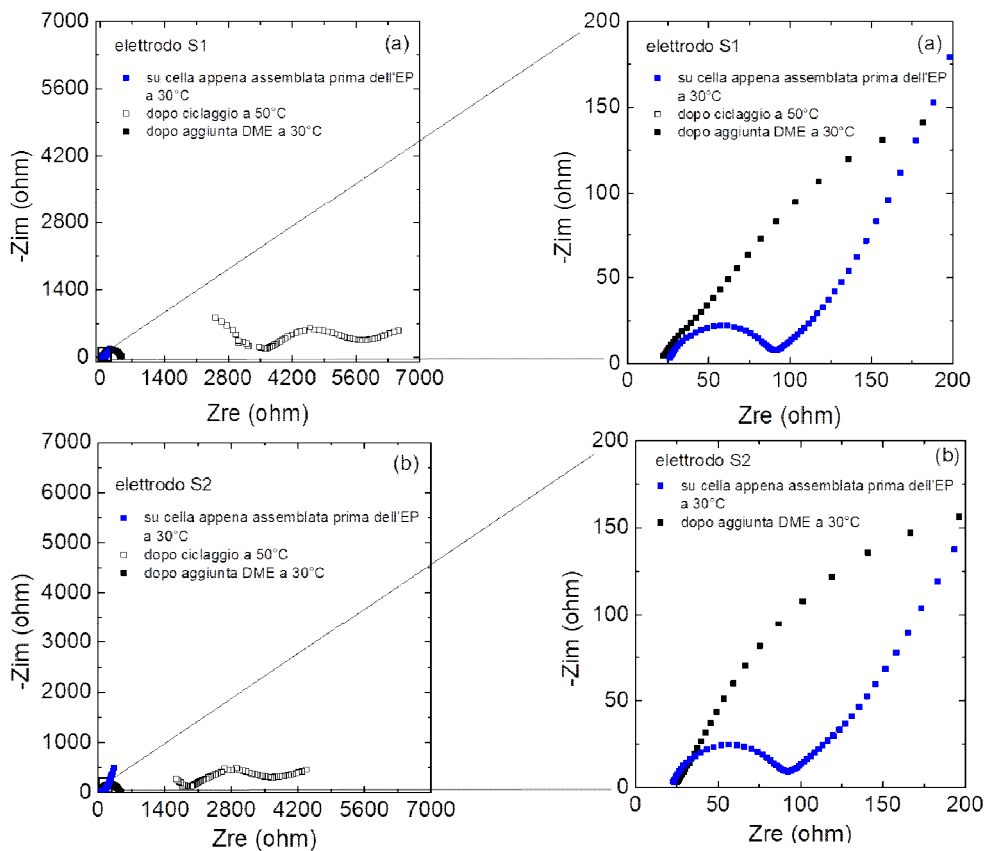 (a)
elettrodo S1
su cella appena assemblata prima dell'EP
a 30°C
dopo ciclaggio a 50°C
dopo aggiunta DME a 30°C
7000
5600
4200
2800
1400
0
-Zim (ohm)
0 1400 2800 4200 5600 7000
Zre (ohm)
(a)
elettrodo S1
su cella appena assemblata prima dell'EP
a 30°C
dopo ciclaggio a 50°C
dopo aggiunta DME a 30°C
200
150
100
50
0
-Zim (ohm)
0 50 100 150 200
Zre (ohm)
(b)
elettrodo S2
su cella appena assemblata prima dell'EP
a 30°C
dopo ciclaggio a 50°C
dopo aggiunta DME a 30°C
7000
6000
5000
4000
3000
2000
1000
0
-Zim (ohm)
0 1400 2800 4200 5600 7000
Zre (ohm)
(b)
elettrodo S2
su cella appena assemblata prima dell'EP
a 30°C
dopo aggiunta DME a 30°C
200
150
100
50
0
-Zim (ohm)
0 50 100 150 200
Zre (ohm)